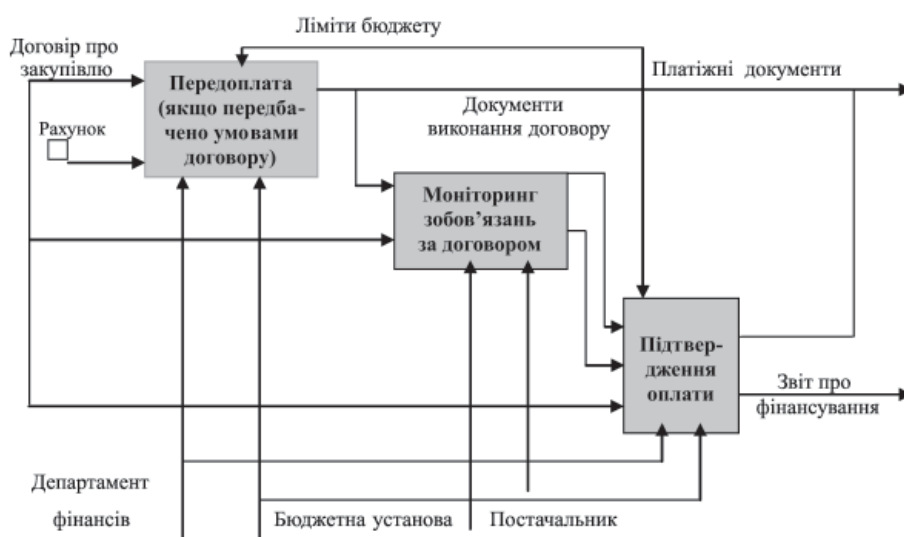 Ліміти бюджету
Договір про
закупівлю
Передоплата
(якщо передба-
чено умовами
договору)
Платіжні документи
Рахунок
Документи
виконання договору
Моніторинг
зобов’язань
за договором
Підтвер-
дження
оплати
Звіт про
фінансування
Департамент
фінансів
Бюджетна установа
Постачальник